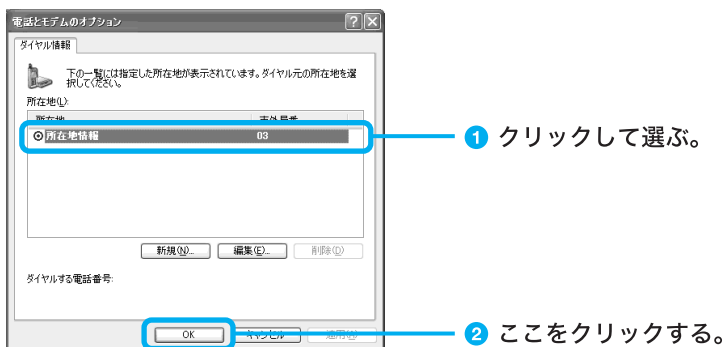 電話とモデムのオプション
ダイヤル情報
下の一覧には指定した所在地が表示されています。ダイヤル元の所在地を選
択してください。
所在地(L):
所在地 市外局番
所在地情報 03
❶ クリックして選ぶ。
新規(N)... 編集(E)... 削除(D)
ダイヤルする電話番号:
OK キャンセル 適用(A)
❷ ここをクリックする。